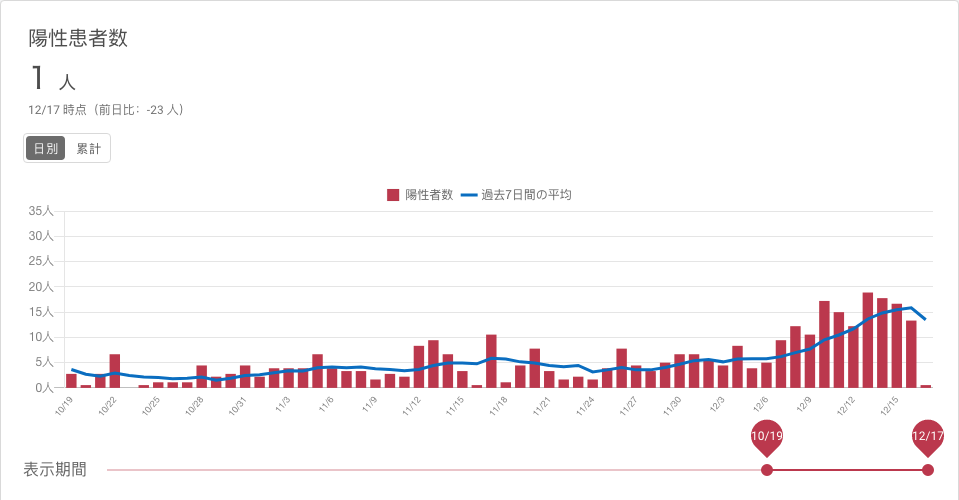 陽性患者数
1 人
12/17 時点（前日比：-23 人）
日別 累計
陽性者数 過去7日間の平均
35人
30人
25人
20人
15人
10人
5人
0人
10/19 10/22 10/25 10/28 10/31 11/3 11/6 11/9 11/12 11/15 11/18 11/21 11/24 11/27 11/30 12/3 12/6 12/9 12/12 12/15
10/19 12/17
表示期間